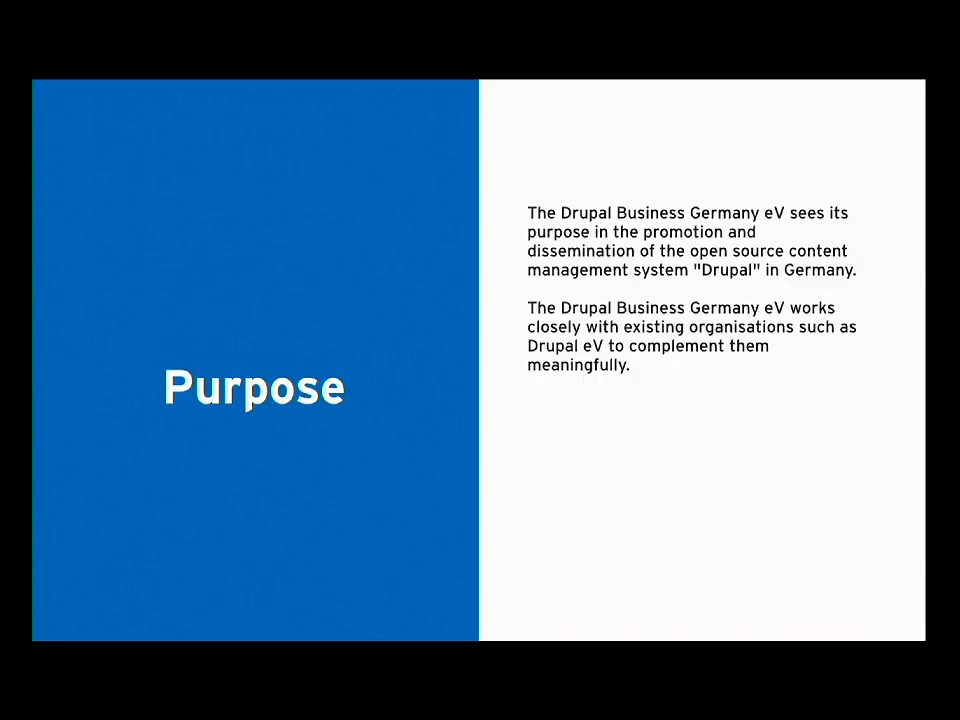 Purpose
The Drupal Business Germany eV sees its
purpose in the promotion and
dissemination of the open source content
management system "Drupal" in Germany.
The Drupal Business Germany eV works
closely with existing organisations such as
Drupal eV to complement them
meaningfully.